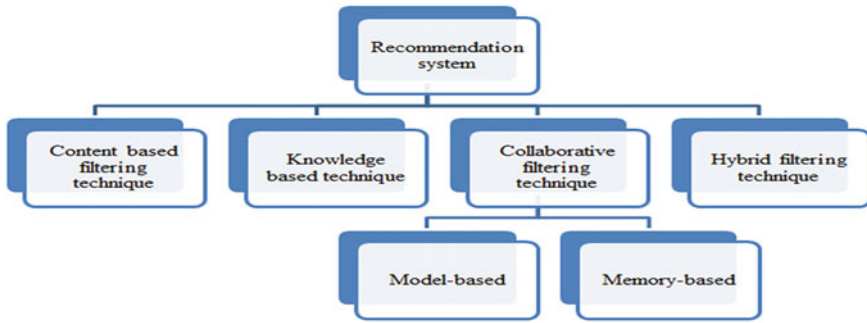 Recommendation
system
Content based
filtering
technique
Knowledge
based technique
Collaborative
filtering
technique
Hybrid filtering
technique
Model-based
Memory-based